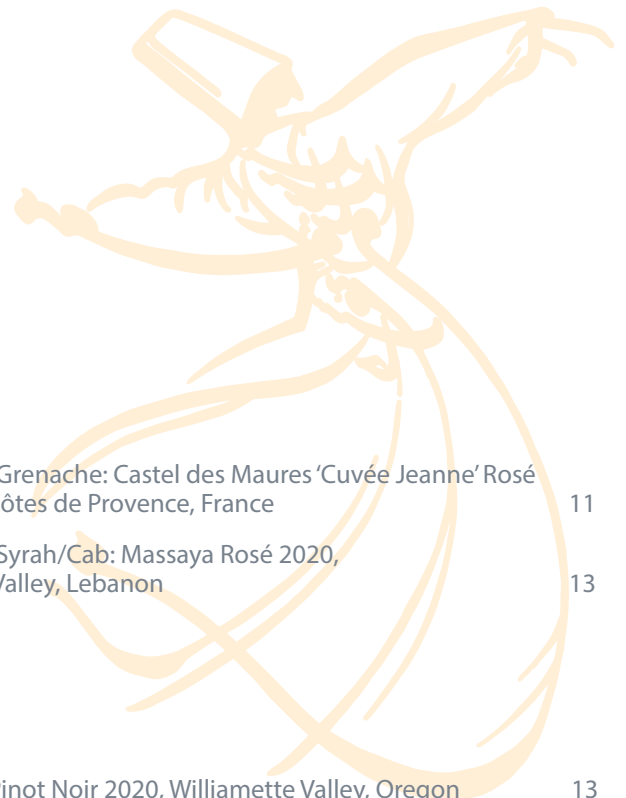 Grenache: Castel des Maures ‘Cuvée Jeanne’ Rosé
ôtes de Provence, France 11
Syrah/Cab: Massaya Rosé 2020,
Valley, Lebanon 13
inot Noir 2020, Williamette Valley, Oregon 13